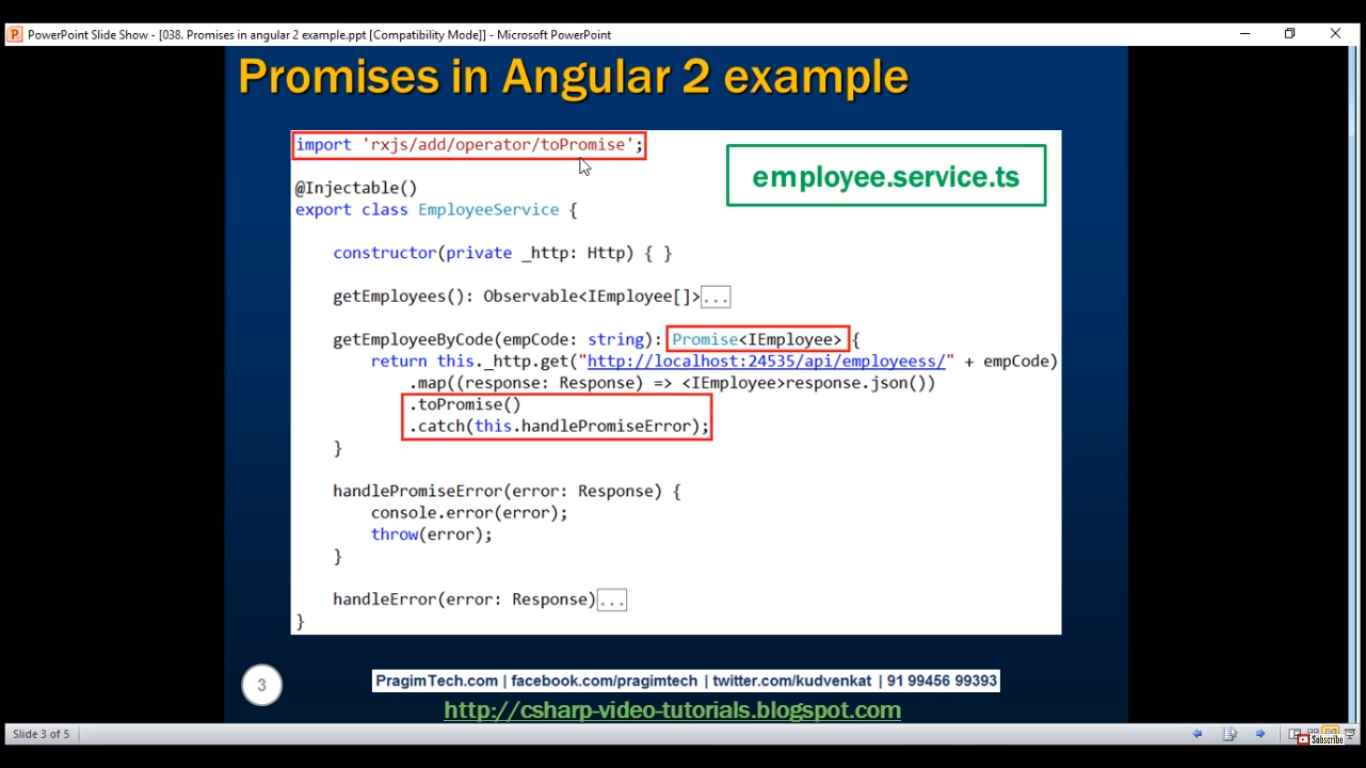 PowerPoint Slide Show - [038. Promises in angular 2 example.ppt [Compatibility Mode]] - Microsoft PowerPoint
Promises in Angular 2 example
import 'rxjs/add/operator/toPromise';
employee.service.ts
@Injectable()
export class EmployeeService {
constructor(private _http: Http) { }
getEmployees(): Observable<IEmployee[]>...
getEmployeeByCode(empCode: string): Promise<IEmployee> {
return this._http.get("http://localhost:24535/api/employeess/" + empCode)
.map((response: Response) => <IEmployee>response.json())
.toPromise()
.catch(this.handlePromiseError);
}
handlePromiseError(error: Response) {
console.error(error);
throw(error);
}
handleError(error: Response)...
}
3
PragimTech.com | facebook.com/pragimtech | twitter.com/kudvenkat | 91 99456 99393
http://csharp-video-tutorials.blogspot.com
Slide 3 of 5
Subscribe